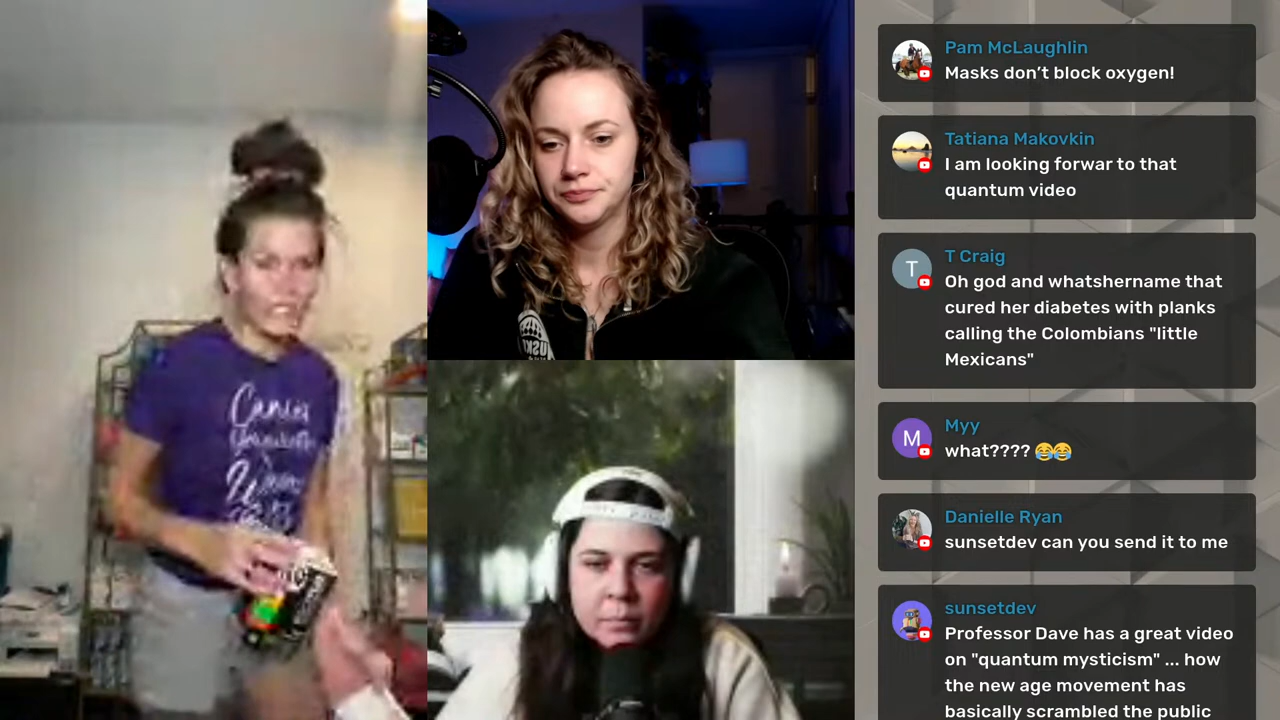 Cancer
Pam McLaughlin
Masks don't block oxygen!
Tatiana Makovkin
I am looking forwar to that
quantum video
T
T Craig
Oh god and whatshername that
cured her diabetes with planks
calling the Colombians "little
Mexicans"
M
Myy
what???? 😂😂
Danielle Ryan
sunsetdev can you send it to me
sunsetdev
Professor Dave has a great video
on "quantum mysticism" ... how
the new age movement has
basically scrambled the public